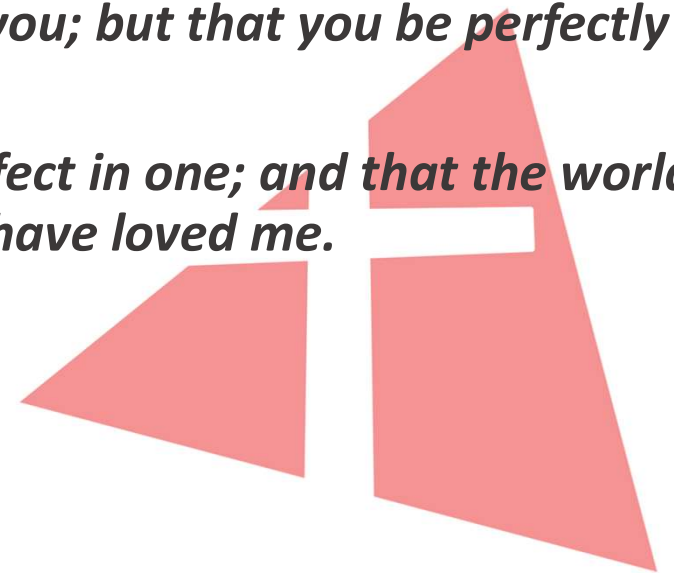 you; but that you be perfectly
fect in one; and that the world
have loved me.